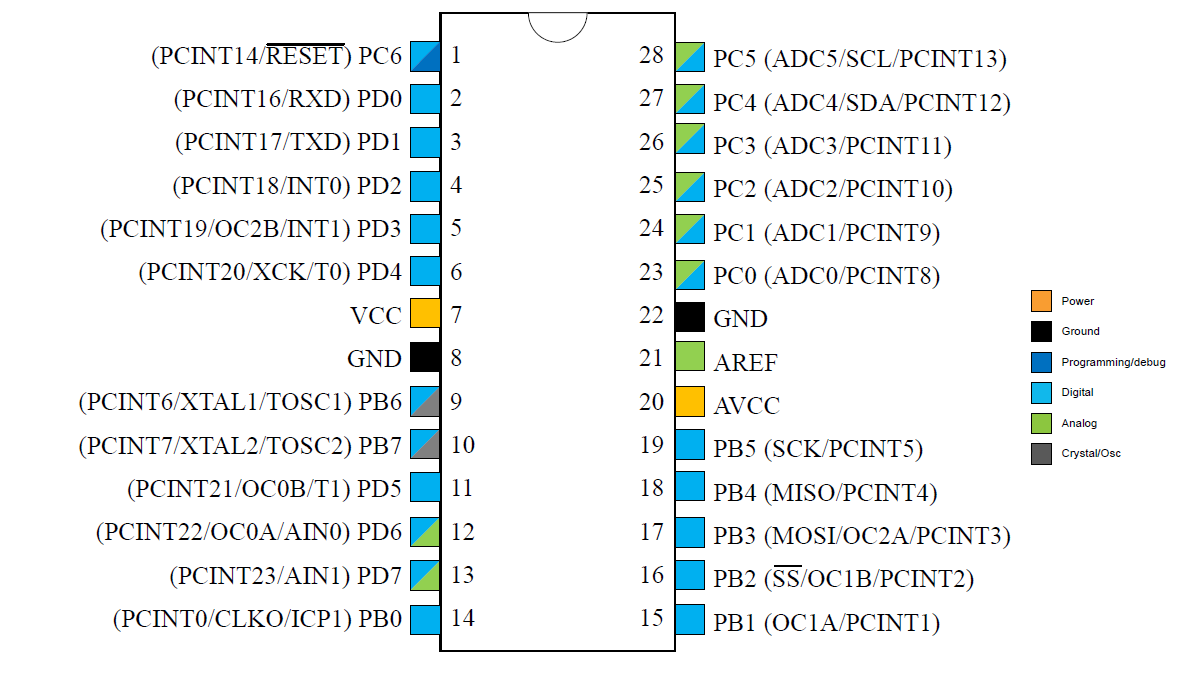 (PCINT14/RESET) PC6 1
(PCINT16/RXD) PD0 2
(PCINT17/TXD) PD1 3
(PCINT18/INT0) PD2 4
(PCINT19/OC2B/INT1) PD3 5
(PCINT20/XCK/T0) PD4 6
VCC 7
GND 8
(PCINT6/XTAL1/TOSC1) PB6 9
(PCINT7/XTAL2/TOSC2) PB7 10
(PCINT21/OC0B/T1) PD5 11
(PCINT22/OC0A/AIN0) PD6 12
(PCINT23/AIN1) PD7 13
(PCINT0/CLKO/ICP1) PB0 14
28 PC5 (ADC5/SCL/PCINT13)
27 PC4 (ADC4/SDA/PCINT12)
26 PC3 (ADC3/PCINT11)
25 PC2 (ADC2/PCINT10)
24 PC1 (ADC1/PCINT9)
23 PC0 (ADC0/PCINT8)
22 GND
21 AREF
20 AVCC
19 PB5 (SCK/PCINT5)
18 PB4 (MISO/PCINT4)
17 PB3 (MOSI/OC2A/PCINT3)
16 PB2 (SS/OC1B/PCINT2)
15 PB1 (OC1A/PCINT1)
Power
Ground
Programming/debug
Digital
Analog
Crystal/Osc